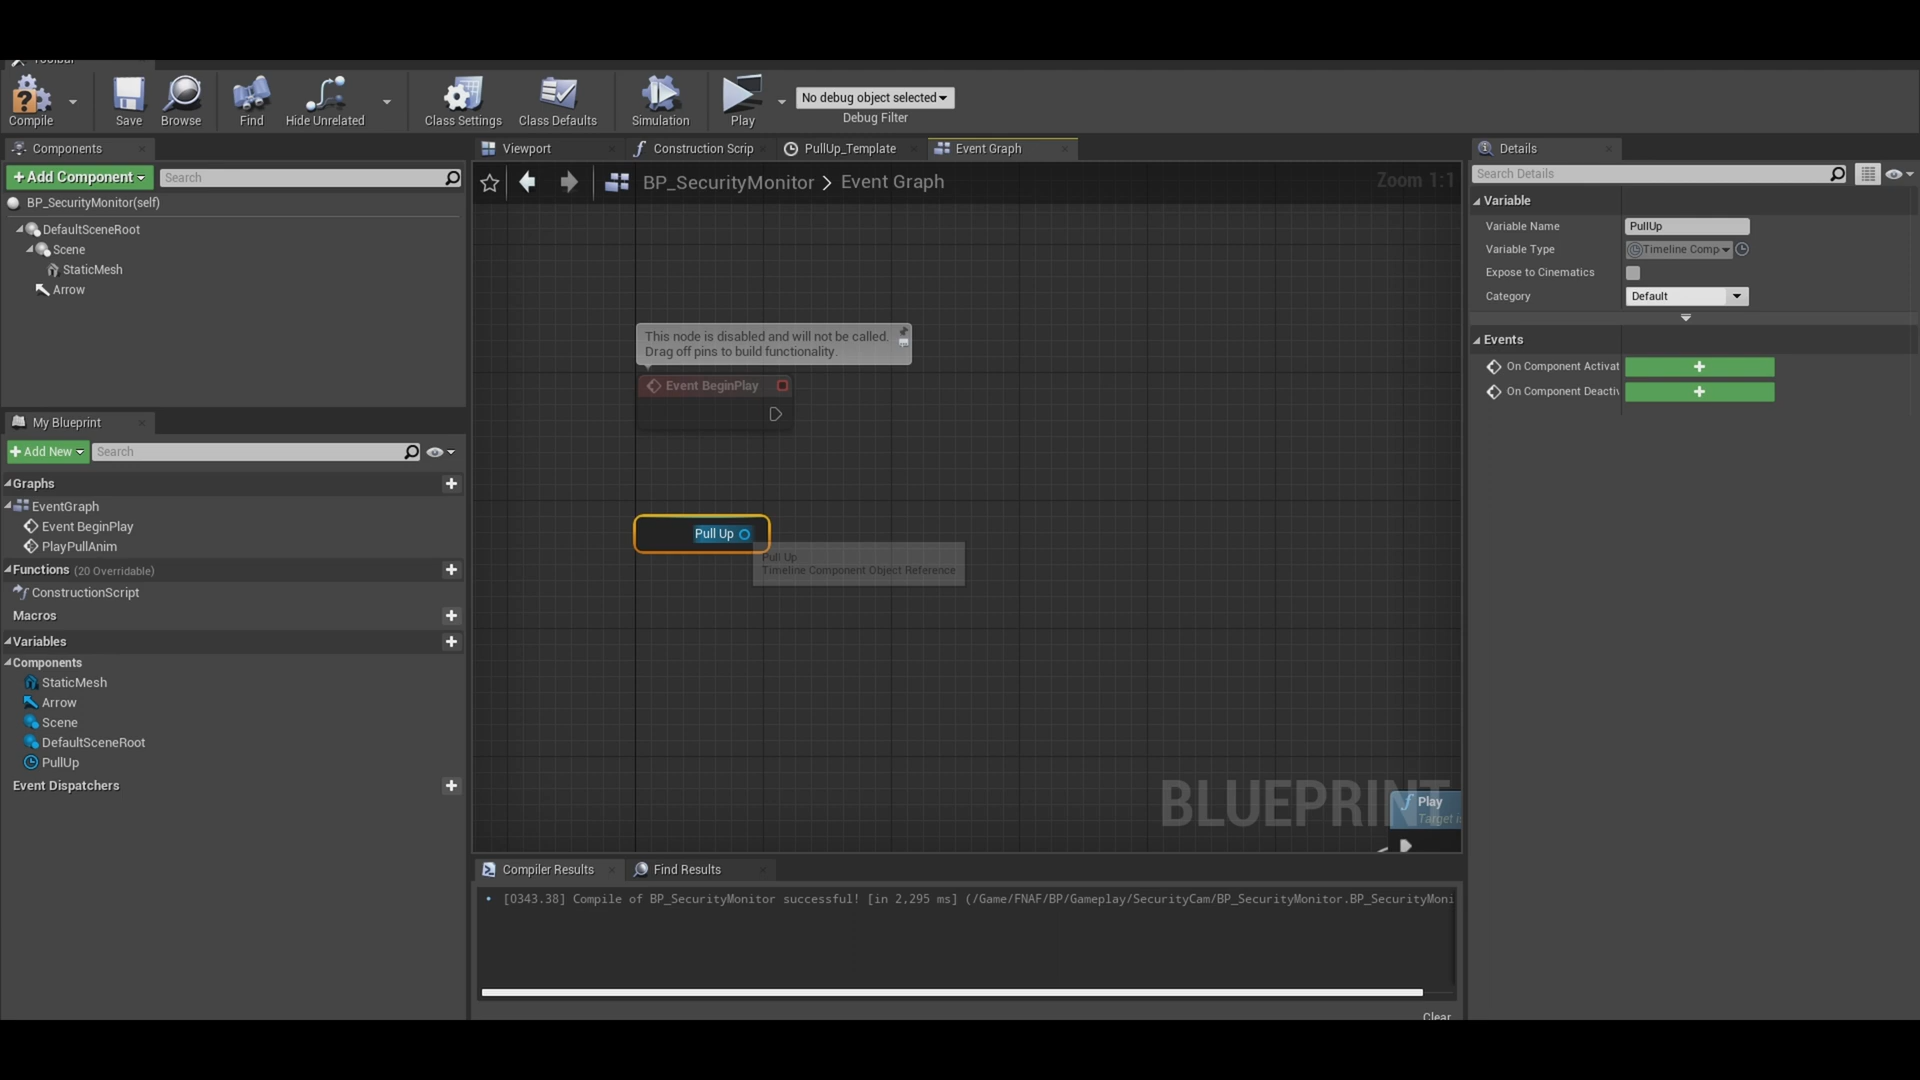 Toolbar
Compile
Save
Browse
Find
Hide Unrelated
Class Settings
Class Defaults
Simulation
Play
No debug object selected
Debug Filter
Components
+Add Component
Search
BP_SecurityMonitor(self)
DefaultSceneRoot
Scene
StaticMesh
Arrow
My Blueprint
+Add New
Search
Graphs
EventGraph
Event BeginPlay
PlayPullAnim
Functions (20 Overridable)
ConstructionScript
Macros
Variables
Components
StaticMesh
Arrow
Scene
DefaultSceneRoot
PullUp
Event Dispatchers
Viewport
Construction Scrip
PullUp_Template
Event Graph
BP_SecurityMonitor > Event Graph
Zoom 1:1
This node is disabled and will not be called.
Drag off pins to build functionality.
Event BeginPlay
Pull Up
Pull Up
Timeline Component Object Reference
BLUEPRINT
Play
Target i
Compiler Results
Find Results
[0343.38] Compile of BP_SecurityMonitor successful! [in 2,295 ms] (/Game/FNAF/BP/Gameplay/SecurityCam/BP_SecurityMonitor.BP_SecurityMoni
Clear
Details
Search Details
Variable
Variable Name
PullUp
Variable Type
Timeline Comp
Expose to Cinematics
Category
Default
Events
On Component Activat
On Component Deactiv